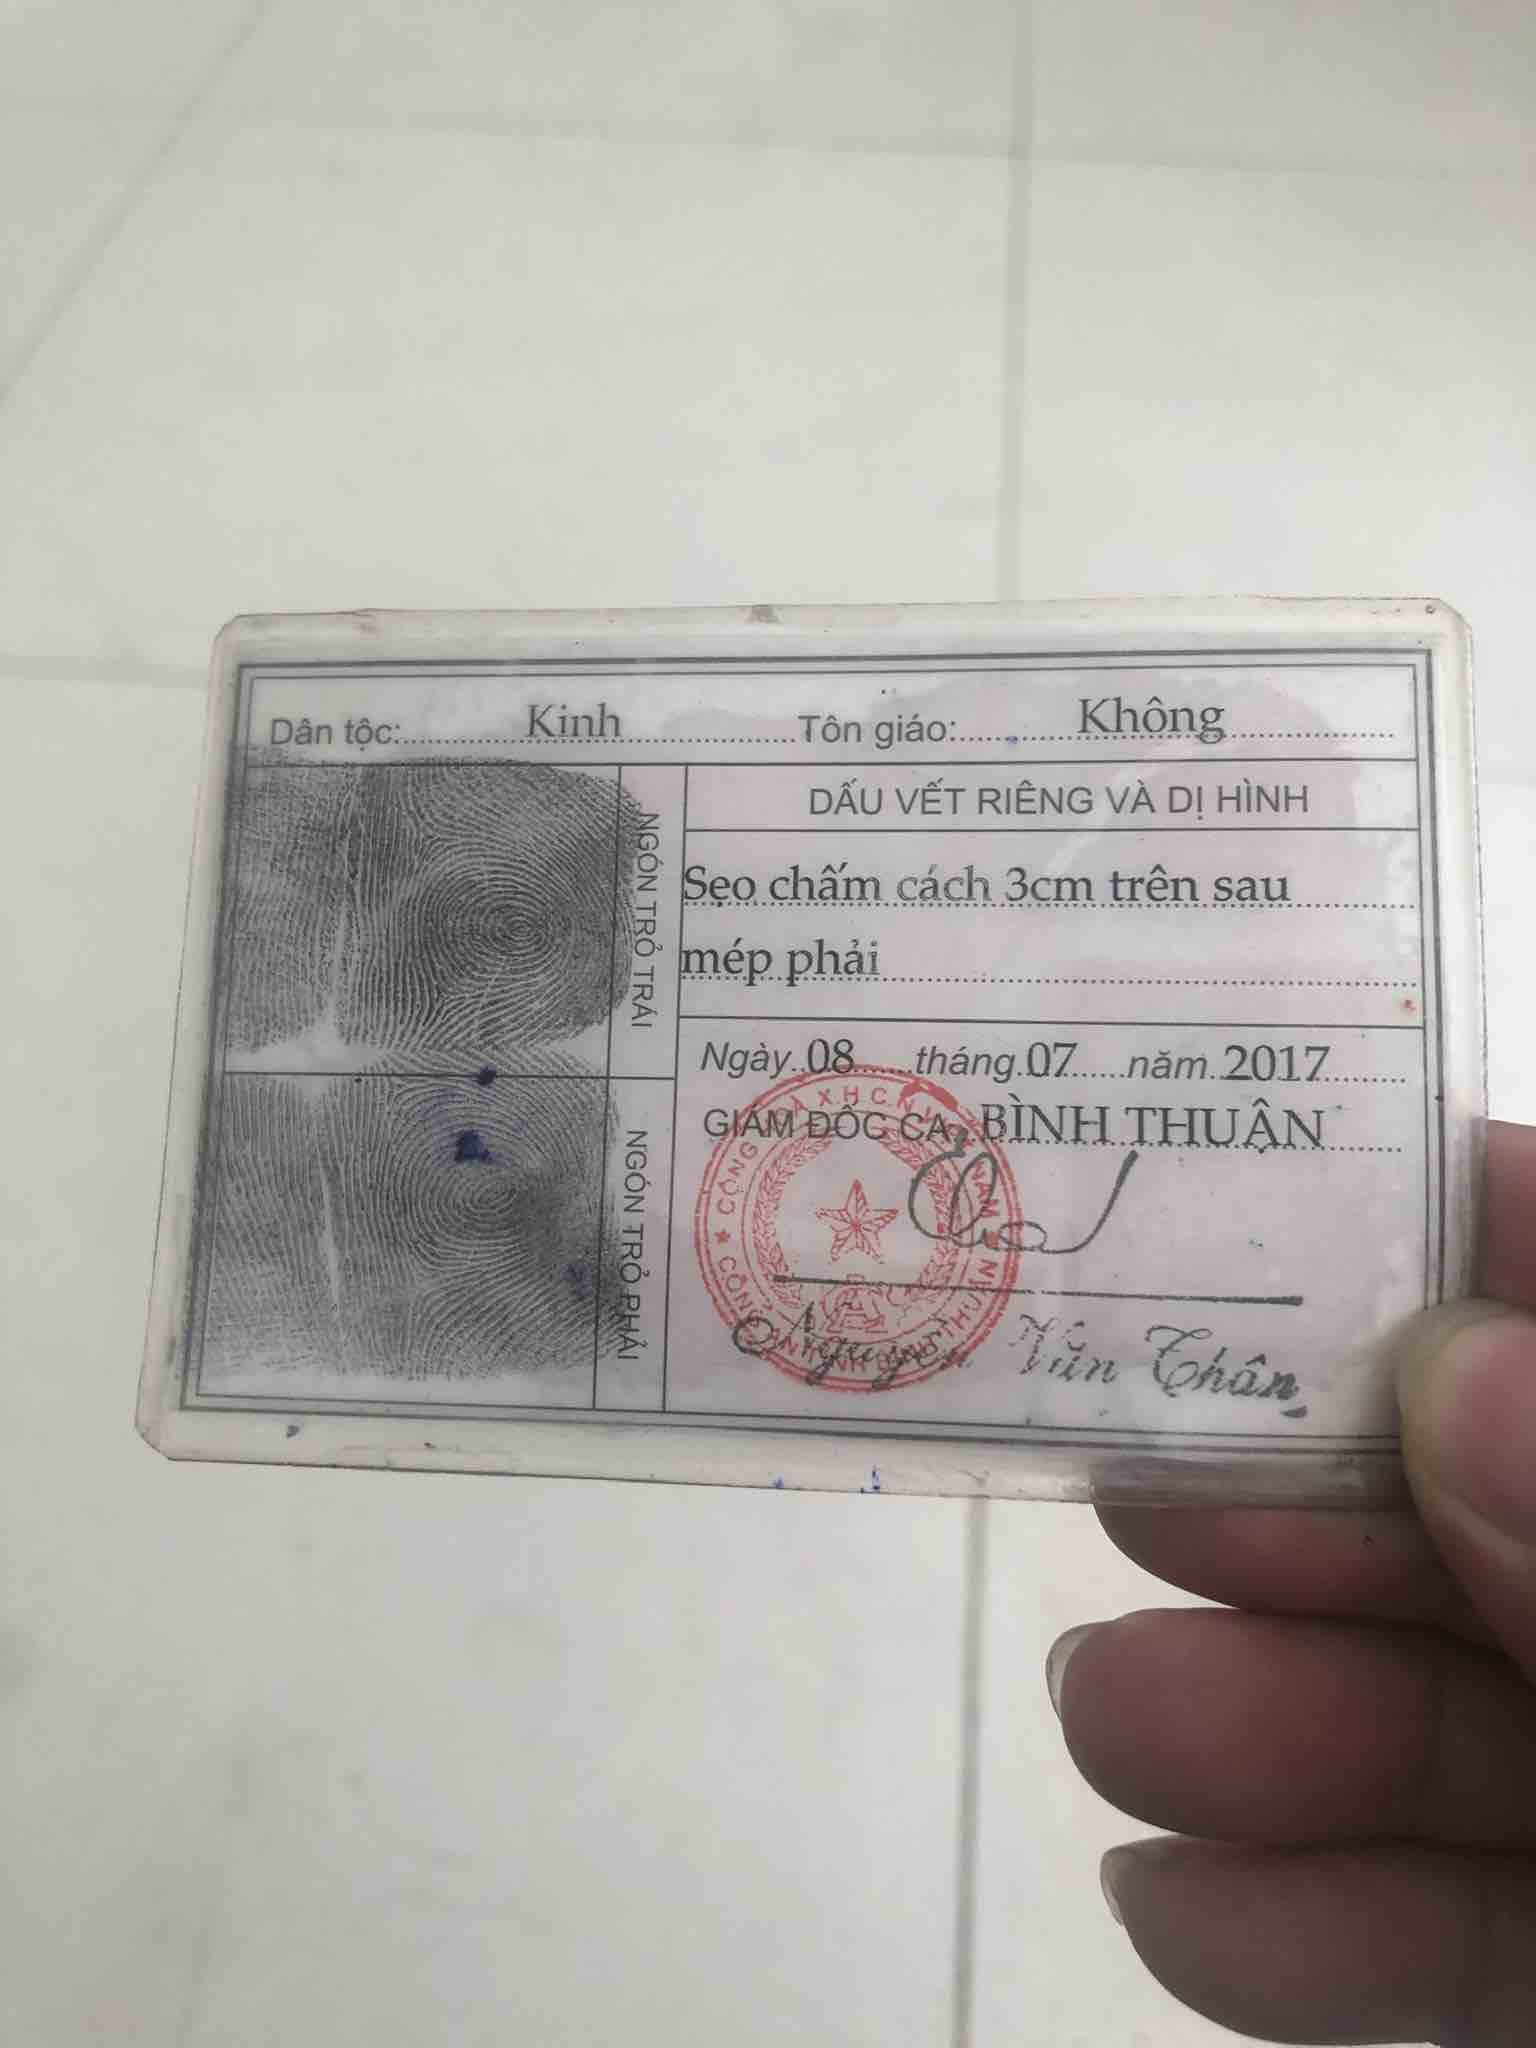 Dân tộc: Kinh Tôn giáo: Không
NGÓN TRỎ TRÁI
DẤU VẾT RIÊNG VÀ DỊ HÌNH
Sẹo chấm cách 3cm trên sau
mép phải
NGÓN TRỎ PHẢI
Ngày 08 tháng 07 năm 2017
GIÁM ĐỐC CA BÌNH THUẬN
Nguyễn Văn Chân